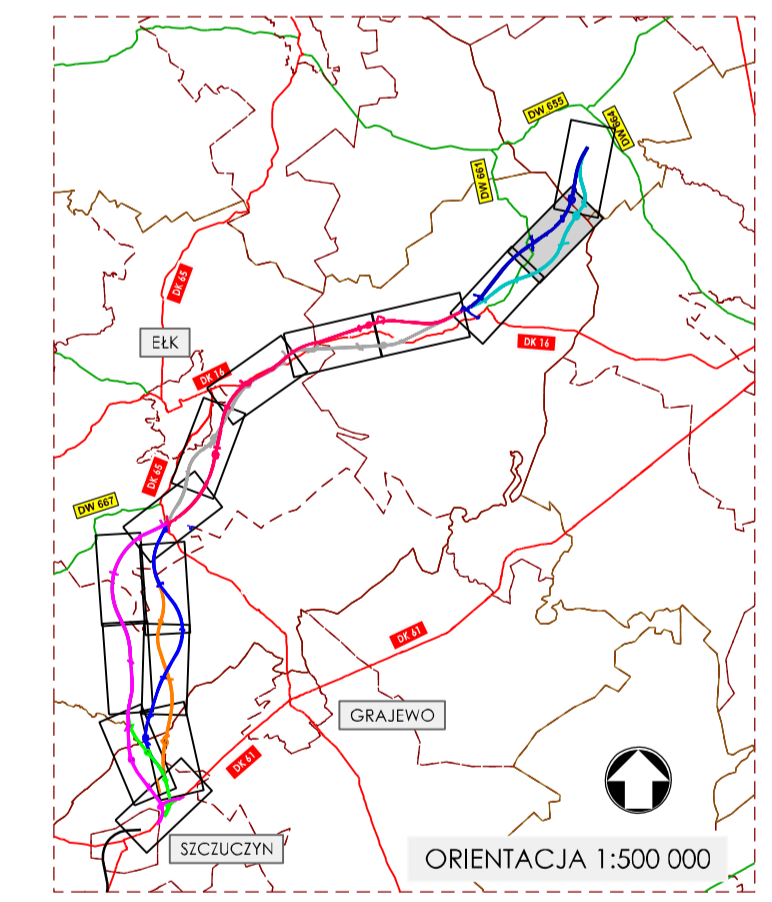 DW 655
DW 664
DW 661
DK 65
EŁK
DK 16
DK 16
DK 65
DW 667
DK 61
GRAJEWO
DK 61
SZCZUCZYN
ORIENTACJA 1:500 000